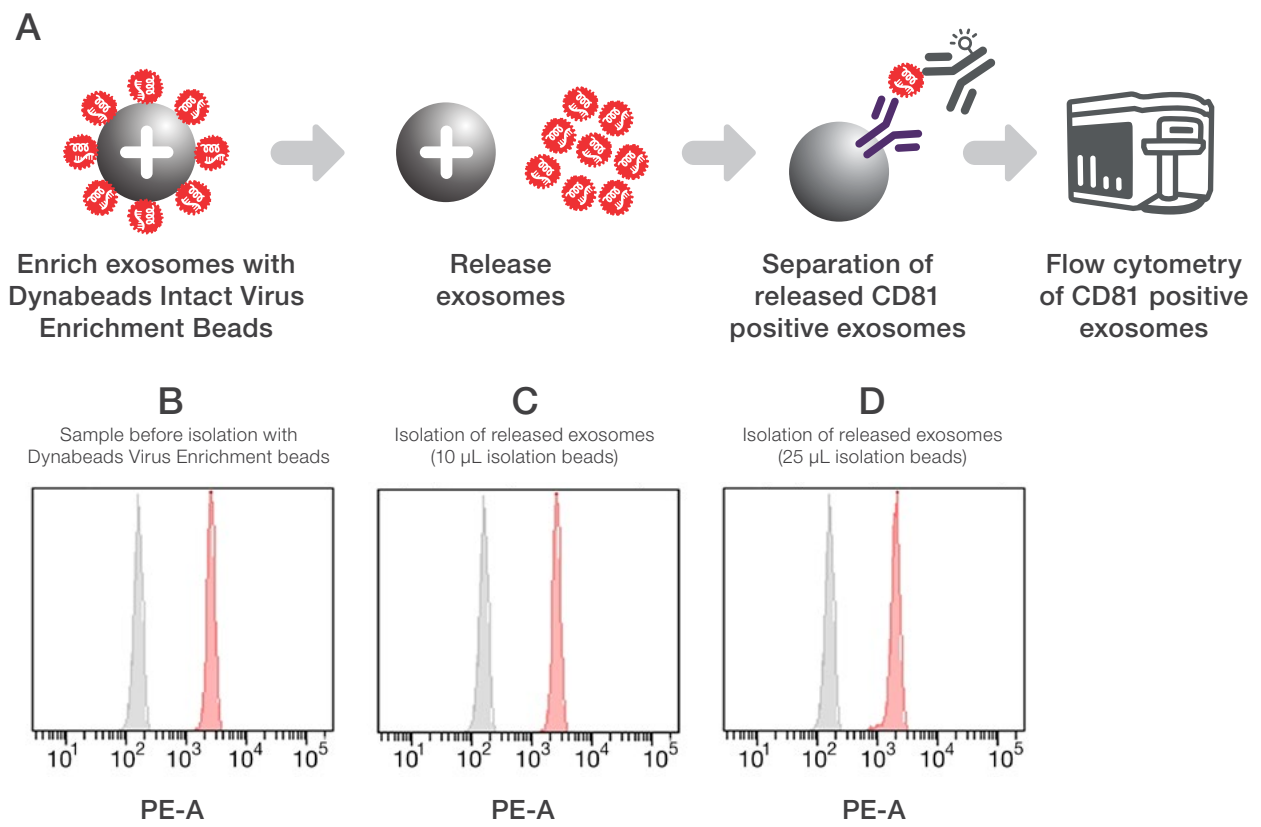 A
Enrich exosomes with
Dynabeads Intact Virus
Enrichment Beads
Release
exosomes
Separation of
released CD81
positive exosomes
Flow cytometry
of CD81 positive
exosomes
B
Sample before isolation with
Dynabeads Virus Enrichment beads
10¹ 10² 10³ 10⁴ 10⁵
PE-A
C
Isolation of released exosomes
(10 µL isolation beads)
10¹ 10² 10³ 10⁴ 10⁵
PE-A
D
Isolation of released exosomes
(25 µL isolation beads)
10¹ 10² 10³ 10⁴ 10⁵
PE-A